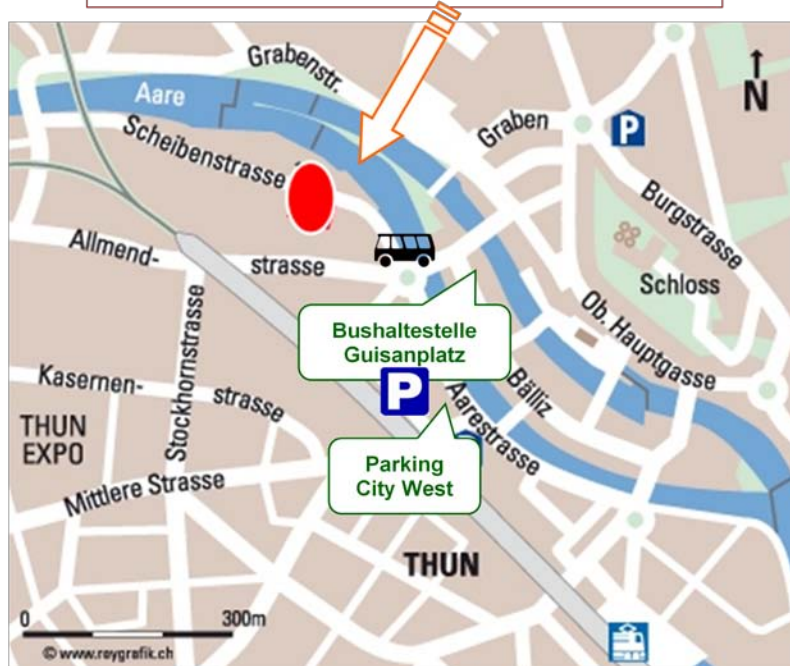 Grabenstr.
N
Aare
Graben
P
Scheibenstrasse
Burgstrasse
Allmend-
strasse
Schloss
Bushaltestelle
Guisanplatz
Ob. Hauptgasse
Stockhornstrasse
Kasernen-
strasse
P
Bälliz
Aarestrasse
THUN
EXPO
Parking
City West
Mittlere Strasse
THUN
0
300m
© www.reygrafik.ch